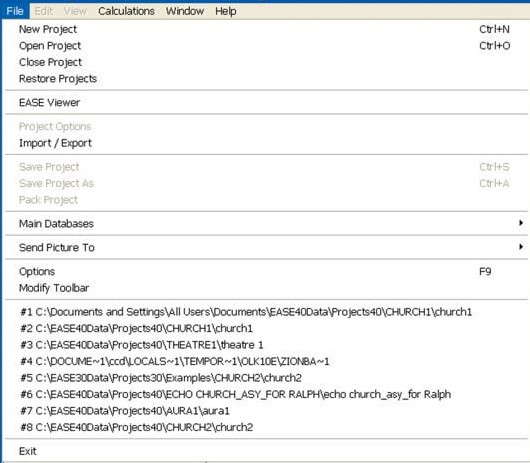 File Edit View Calculations Window Help
New Project Ctrl+N
Open Project Ctrl+O
Close Project
Restore Projects
EASE Viewer
Project Options
Import / Export
Save Project Ctrl+S
Save Project As Ctrl+A
Pack Project
Main Databases
Send Picture To
Options F9
Modify Toolbar
#1 C:\Documents and Settings\All Users\Documents\EASE40Data\Projects40\CHURCH1\church1
#2 C:\EASE40Data\Projects40\CHURCH1\church1
#3 C:\EASE40Data\Projects40\THEATRE1\theatre 1
#4 C:\DOCUME~1\ccd\LOCALS~1\TEMPOR~1\OLK10E\ZIONBA~1
#5 C:\EASE30Data\Projects30\Examples\CHURCH2\church2
#6 C:\EASE40Data\Projects40\ECHO CHURCH_ASY_FOR RALPH\echo church_asy_for Ralph
#7 C:\EASE40Data\Projects40\AURA1\aura1
#8 C:\EASE40Data\Projects40\CHURCH2\church2
Exit